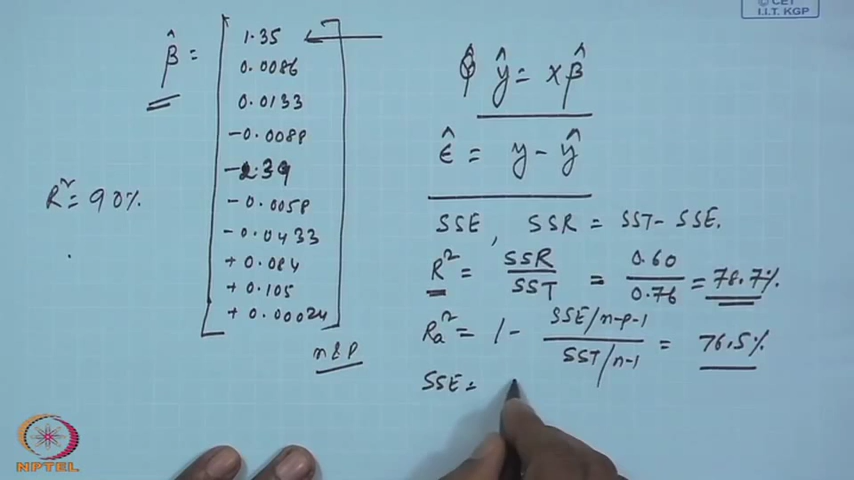 © CET
I.I.T. KGP
β̂ = [ 1.35
0.0086
0.0133
-0.0089
-2.39
-0.0058
-0.0433
+0.084
+0.105
+0.00024 ]
R² = 90%.
n & p
ŷ = Xβ̂
ε̂ = y - ŷ
SSE, SSR = SST - SSE.
R² = SSR/SST = 0.60/0.76 = 78.7%
Ra² = 1 - (SSE/n-p-1)/(SST/n-1) = 76.5%
SSE =
NPTEL